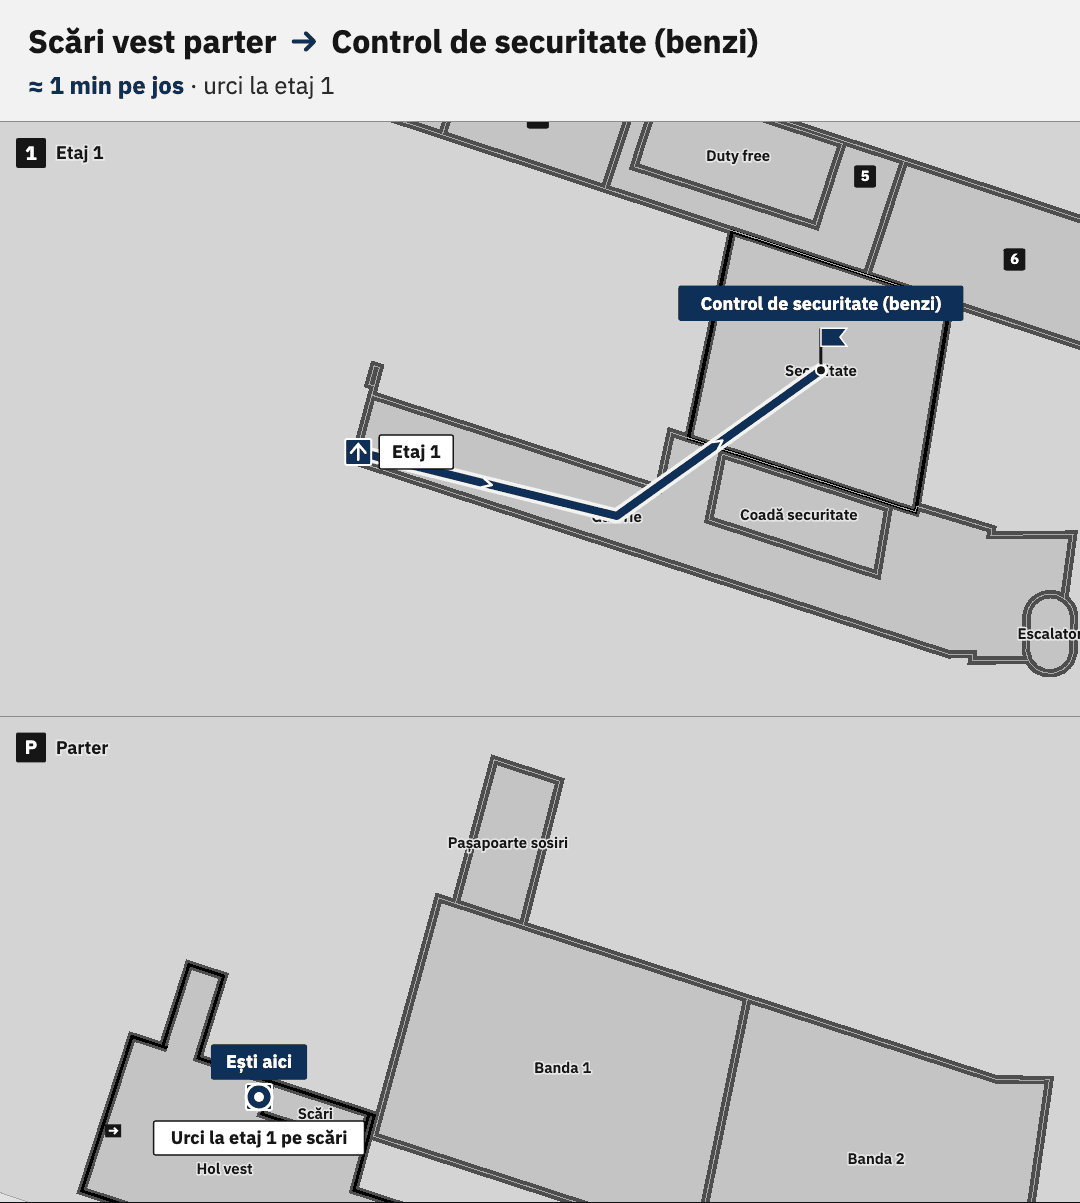 Scări vest parter → Control de securitate (benzi)
≈ 1 min pe jos · urci la etaj 1
1 Etaj 1
Duty free
5
6
Control de securitate (benzi)
Etaj 1
Coadă securitate
Escalator
P Parter
Pașapoarte sosiri
Banda 1
Ești aici
Scări
Urci la etaj 1 pe scări
Hol vest
Banda 2